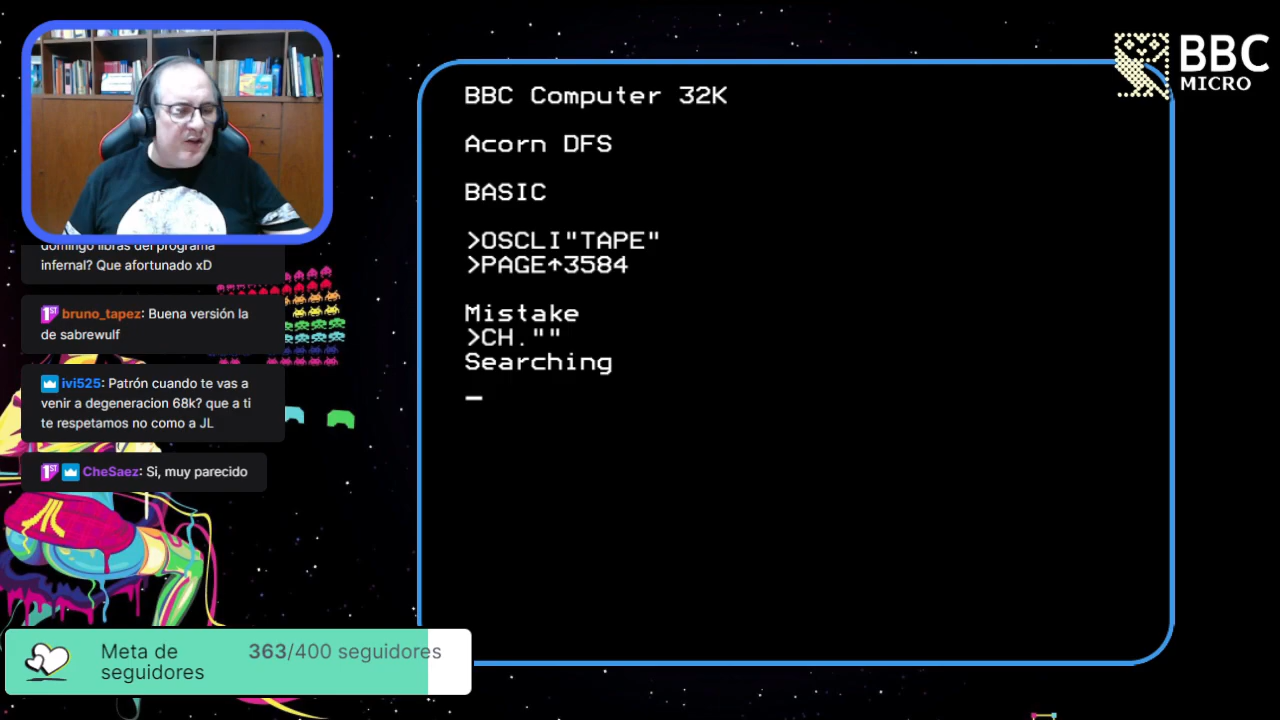 BBC
MICRO
BBC Computer 32K
Acorn DFS
BASIC
>OSCLI"TAPE"
>PAGE↑3584
Mistake
>CH.""
Searching
domingo libras del programa
infernal? Que afortunado xD
1ST bruno_tapez: Buena versión la
de sabrewulf
ivi525: Patrón cuando te vas a
venir a degeneracion 68k? que a ti
te respetamos no como a JL
1ST CheSaez: Si, muy parecido
Meta de
seguidores
363/400 seguidores